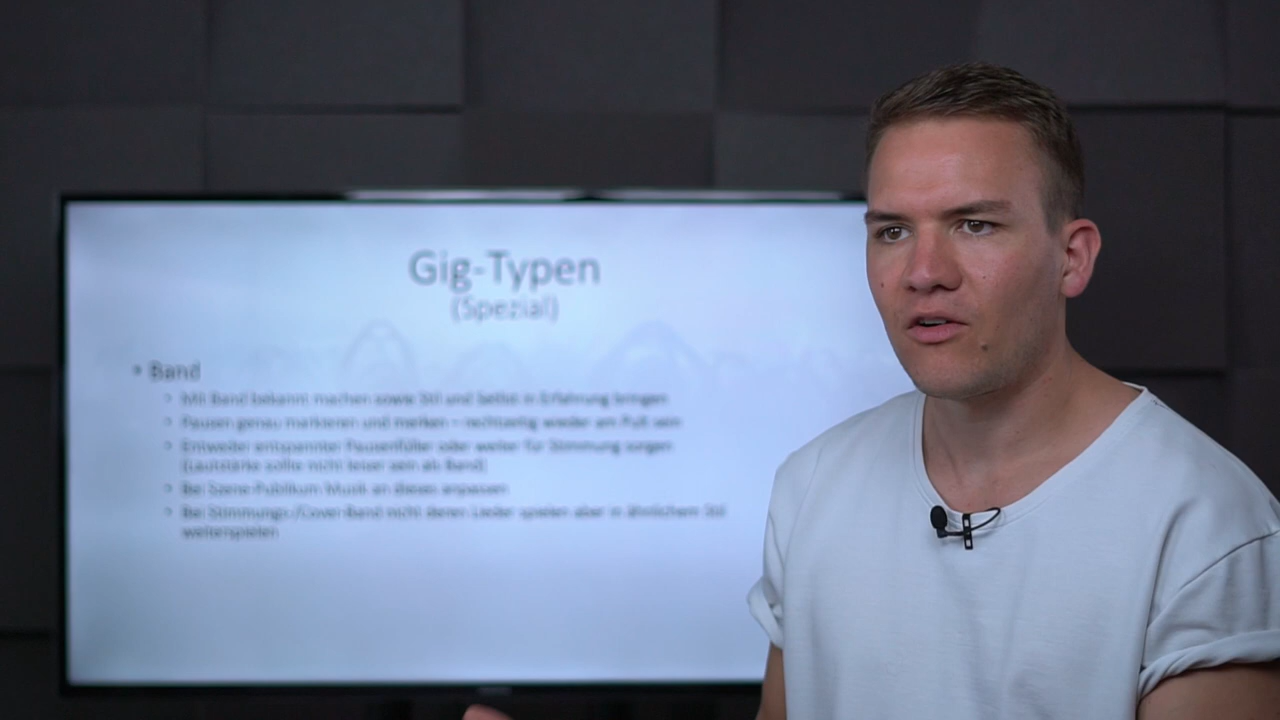 Gig-Typen
(Spezial)
• Band
• Mit Band bekannt machen sowie Stil und Setlist in Erfahrung bringen
• Pausen genau markieren und merken – rechtzeitig wieder am Pult sein
• Entweder entspannter Pausenfüller oder weiter für Stimmung sorgen
(Lautstärke sollte nicht leiser sein als Band)
• Bei Szene-Publikum Musik an dieses anpassen
• Bei Stimmungs-/Cover-Band nicht deren Lieder spielen aber in ähnlichem Stil
weiterspielen